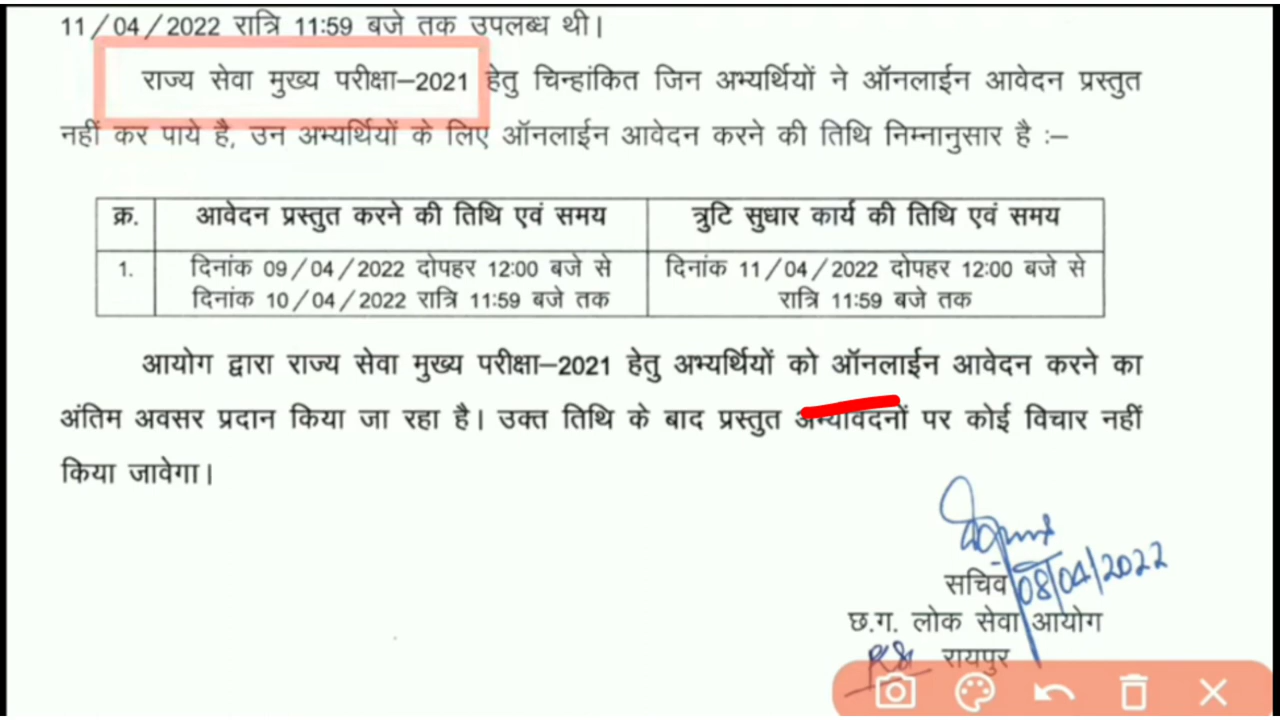 11/04/2022 रात्रि 11:59 बजे तक उपलब्ध थी।
राज्य सेवा मुख्य परीक्षा–2021 हेतु चिन्हांकित जिन अभ्यर्थियों ने ऑनलाईन आवेदन प्रस्तुत
नहीं कर पाये है, उन अभ्यर्थियों के लिए ऑनलाईन आवेदन करने की तिथि निम्नानुसार है :–
क्र. आवेदन प्रस्तुत करने की तिथि एवं समय त्रुटि सुधार कार्य की तिथि एवं समय
1. दिनांक 09/04/2022 दोपहर 12:00 बजे से दिनांक 11/04/2022 दोपहर 12:00 बजे से
दिनांक 10/04/2022 रात्रि 11:59 बजे तक रात्रि 11:59 बजे तक
आयोग द्वारा राज्य सेवा मुख्य परीक्षा–2021 हेतु अभ्यर्थियों को ऑनलाईन आवेदन करने का
अंतिम अवसर प्रदान किया जा रहा है। उक्त तिथि के बाद प्रस्तुत अभ्यावेदनों पर कोई विचार नहीं
किया जावेगा।
सचिव 08/04/2022
छ.ग. लोक सेवा आयोग
रायपुर